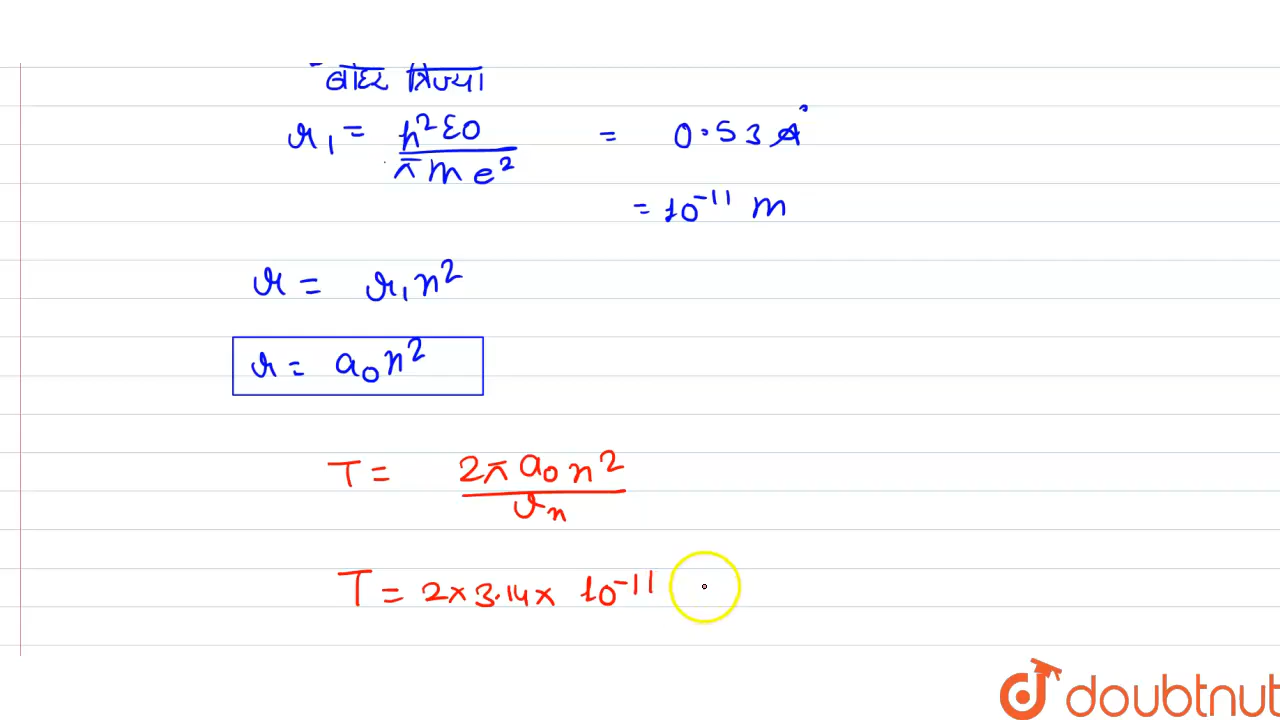 बोहर त्रिज्या
r₁ = h²ε0 / πme² = 0.53 A°
= 10⁻¹¹ m
r = r₁n²
r = a₀n²
T = 2πa₀n² / vₙ
T = 2×3.14× 10⁻¹¹
doubtnut